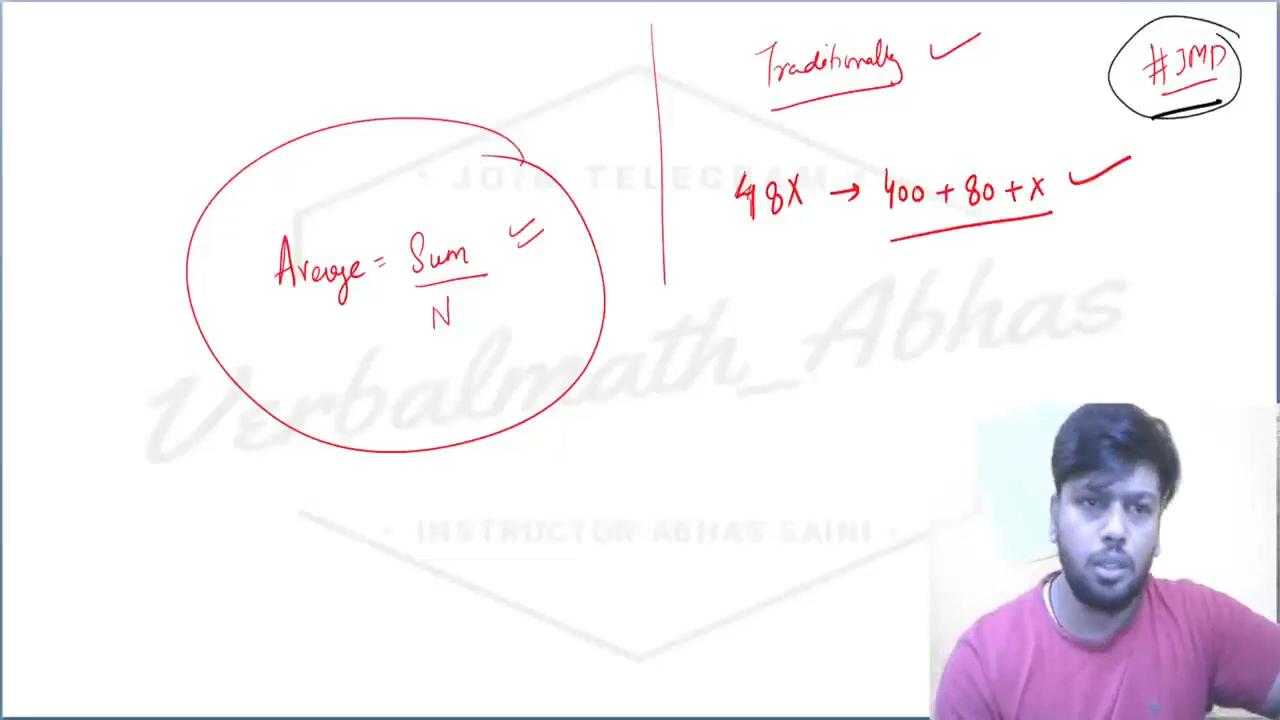 Traditionally
#JMD
· JOIN TELEGRAM ·
48X → 400 + 80 + x
Average = Sum
N
Verbalmath_Abhas
· INSTRUCTOR ABHAS SAINI ·